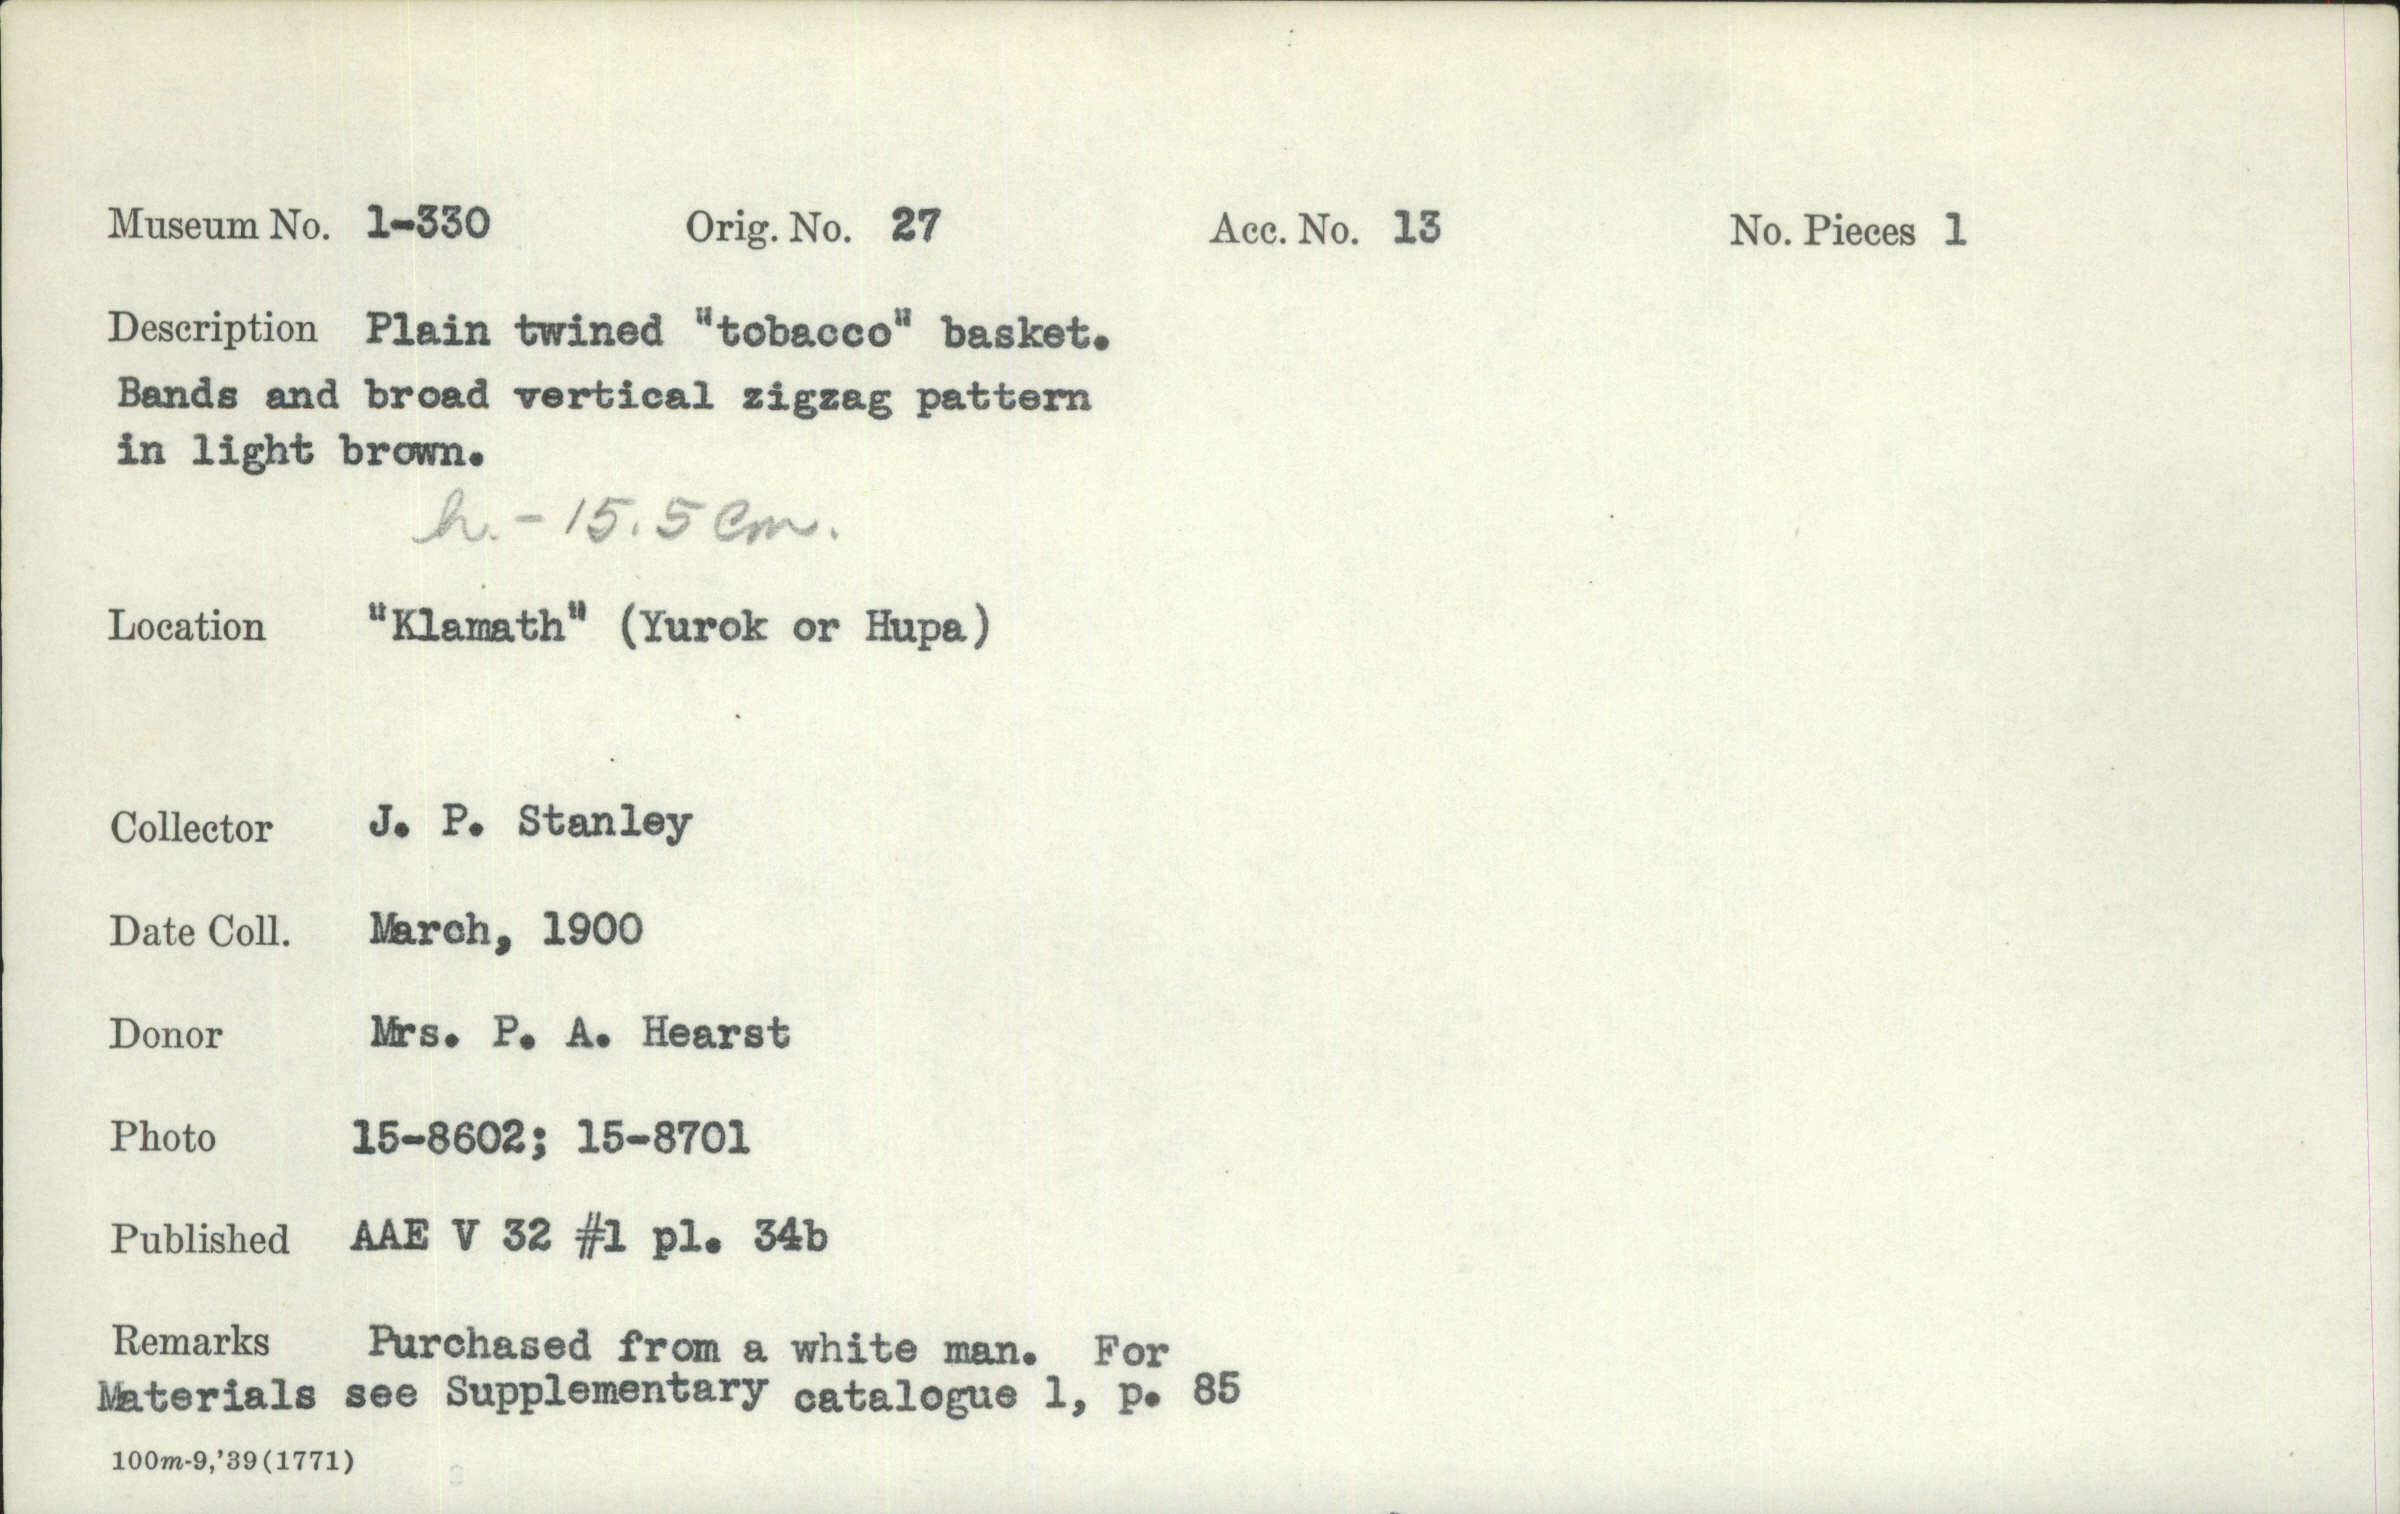 Museum No. 1-330 Orig. No. 27 Acc. No. 13 No. Pieces 1
Description Plain twined "tobacco" basket.
Bands and broad vertical zigzag pattern
in light brown.
h. - 15.5 cm.
Location "Klamath" (Yurok or Hupa)
Collector J. P. Stanley
Date Coll. March, 1900
Donor Mrs. P. A. Hearst
Photo 15-8602; 15-8701
Published AAE V 32 #1 pl. 34b
Remarks Purchased from a white man. For
Materials see Supplementary catalogue 1, p. 85
100m-9,'39(1771)